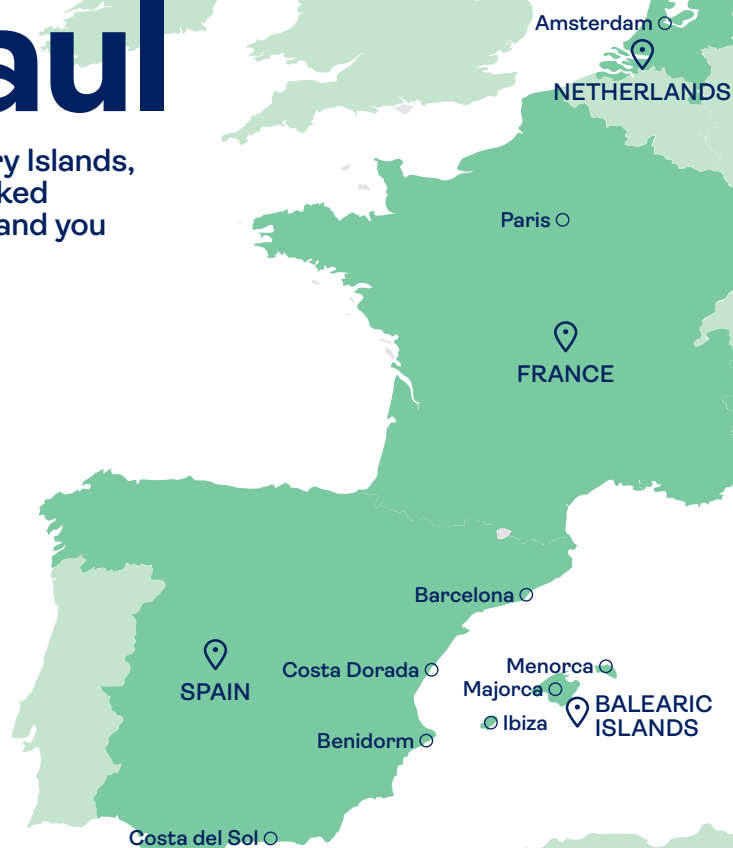 aul
ry Islands,
ked
and you
Amsterdam
NETHERLANDS
Paris
FRANCE
Barcelona
Costa Dorada
SPAIN
Menorca
Majorca
BALEARIC
ISLANDS
Ibiza
Benidorm
Costa del Sol